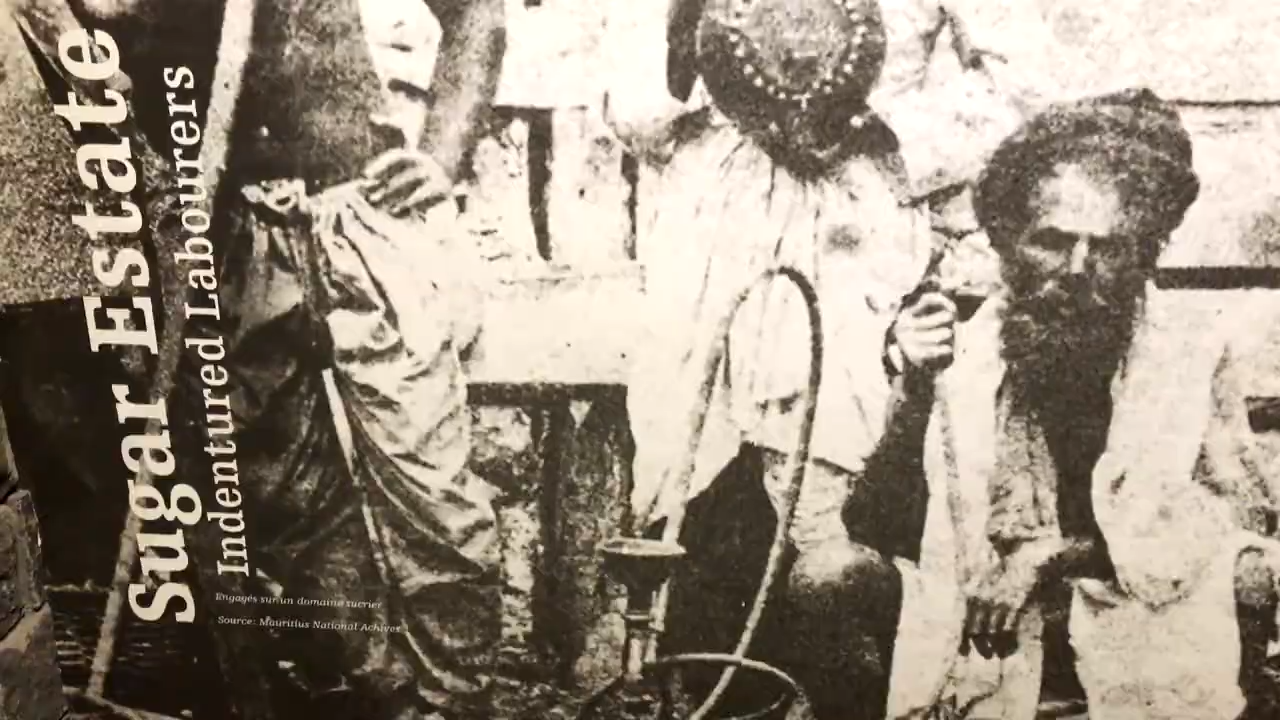 Sugar Estate
Indentured Labourers
Engagés sur un domaine sucrier
Source: Mauritius National Achives